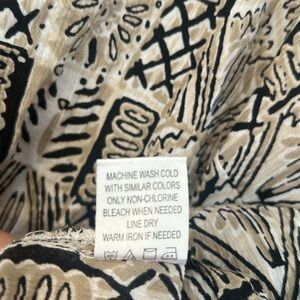 MACHINE WASH COLD
WITH SIMILAR COLORS
ONLY NON-CHLORINE
BLEACH WHEN NEEDED
LINE DRY
WARM IRON IF NEEDED